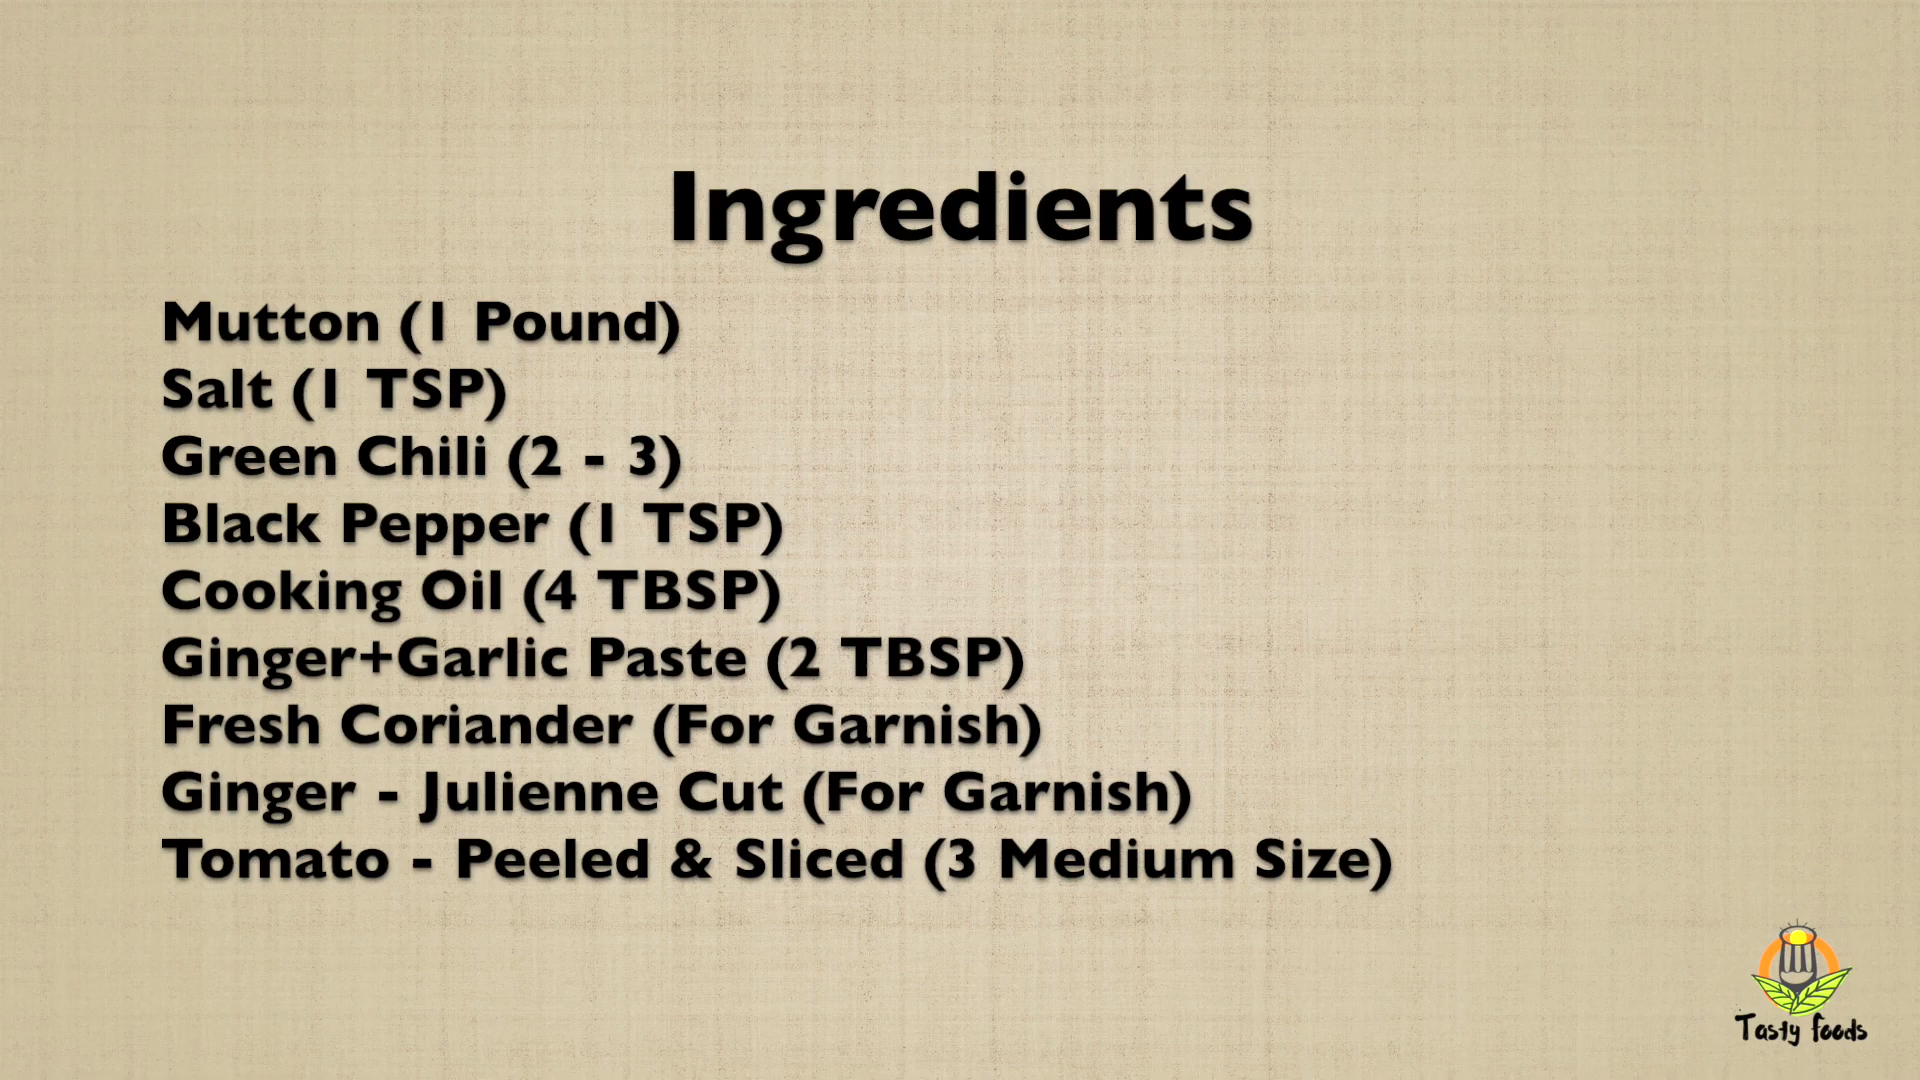 Ingredients
Mutton (1 Pound)
Salt (1 TSP)
Green Chili (2 - 3)
Black Pepper (1 TSP)
Cooking Oil (4 TBSP)
Ginger+Garlic Paste (2 TBSP)
Fresh Coriander (For Garnish)
Ginger - Julienne Cut (For Garnish)
Tomato - Peeled & Sliced (3 Medium Size)
Tasty foods